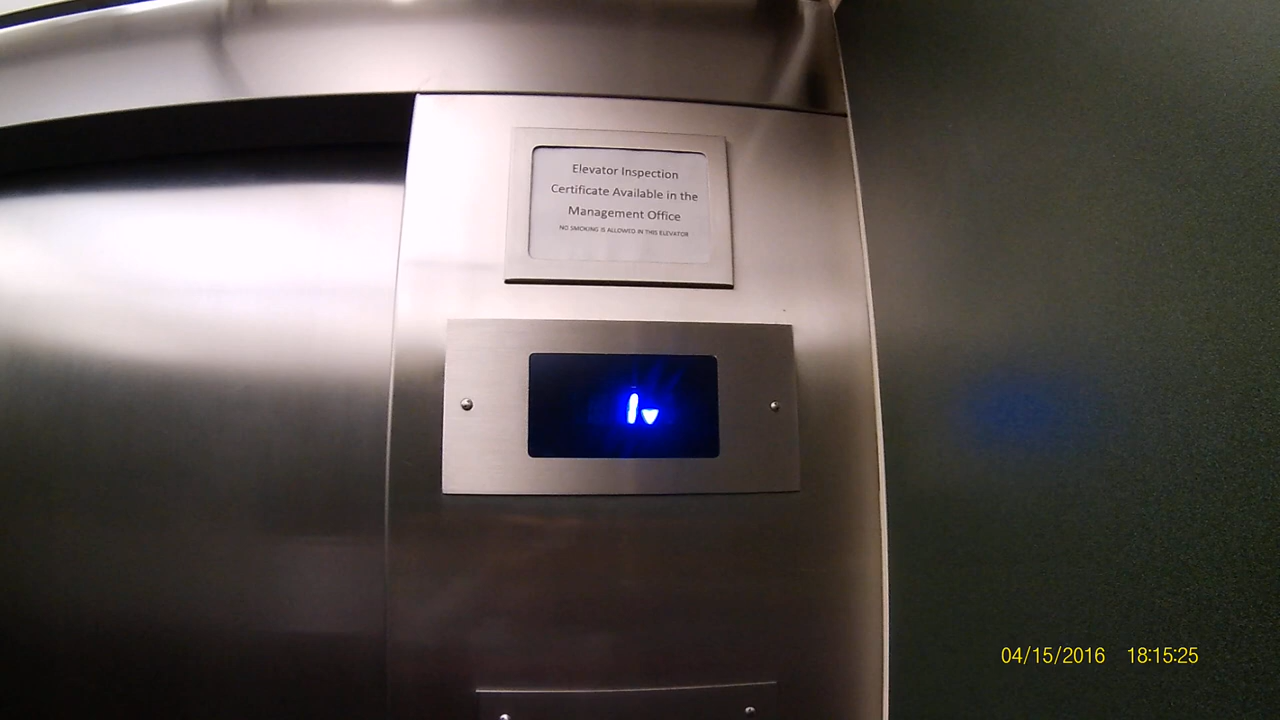 Elevator Inspection
Certificate Available in the
Management Office
NO SMOKING IS ALLOWED IN THIS ELEVATOR
1
04/15/2016 18:15:25